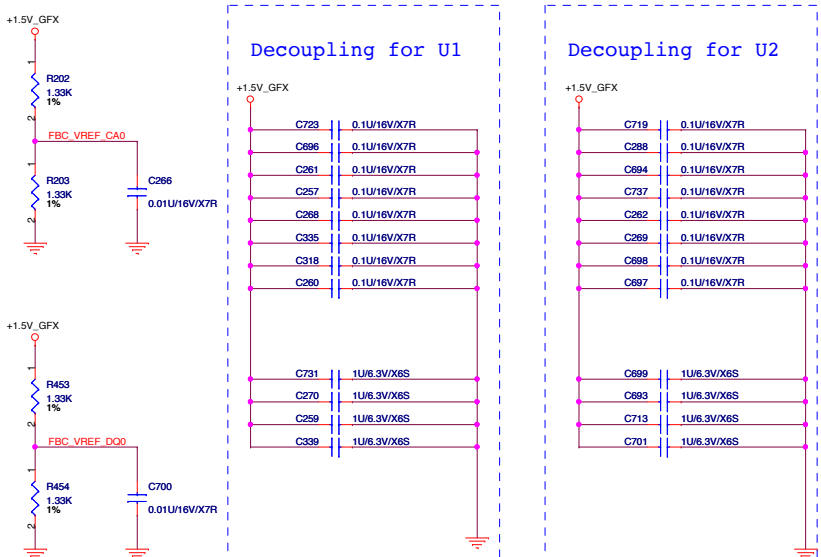 +1.5V_GFX
1
R202
1.33K
1%
2
FBC_VREF_CA0
1
R203
1.33K
1%
2
C266
0.01U/16V/X7R
+1.5V_GFX
1
R453
1.33K
1%
2
FBC_VREF_DQ0
1
R454
1.33K
1%
2
C700
0.01U/16V/X7R
Decoupling for U1
+1.5V_GFX
C723 0.1U/16V/X7R
C696 0.1U/16V/X7R
C261 0.1U/16V/X7R
C257 0.1U/16V/X7R
C268 0.1U/16V/X7R
C335 0.1U/16V/X7R
C318 0.1U/16V/X7R
C260 0.1U/16V/X7R
C731 1U/6.3V/X6S
C270 1U/6.3V/X6S
C259 1U/6.3V/X6S
C339 1U/6.3V/X6S
Decoupling for U2
+1.5V_GFX
C719 0.1U/16V/X7R
C288 0.1U/16V/X7R
C694 0.1U/16V/X7R
C737 0.1U/16V/X7R
C262 0.1U/16V/X7R
C269 0.1U/16V/X7R
C698 0.1U/16V/X7R
C697 0.1U/16V/X7R
C699 1U/6.3V/X6S
C693 1U/6.3V/X6S
C713 1U/6.3V/X6S
C701 1U/6.3V/X6S